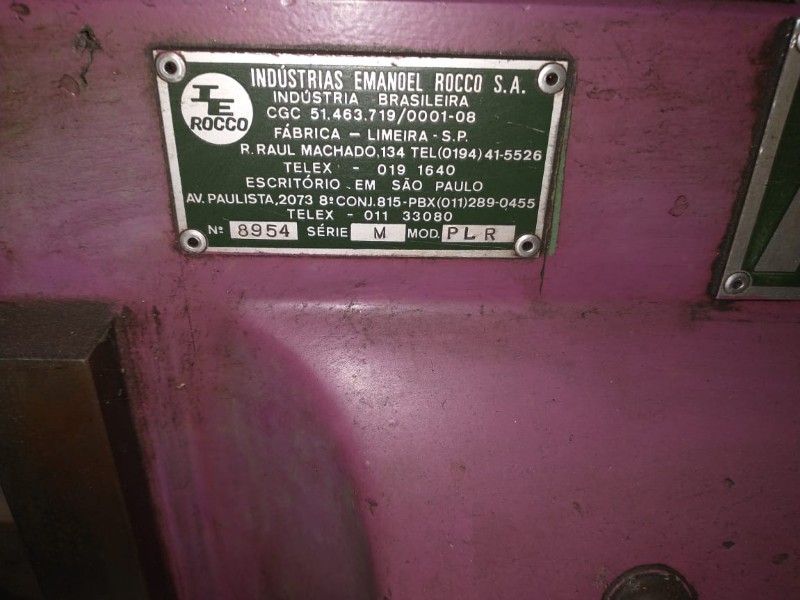 IE
ROCCO
INDÚSTRIAS EMANOEL ROCCO S.A.
INDÚSTRIA BRASILEIRA
CGC 51.463.719/0001-08
FÁBRICA - LIMEIRA - S.P.
R. RAUL MACHADO,134 TEL(0194)41-5526
TELEX - 019 1640
ESCRITÓRIO EM SÃO PAULO
AV. PAULISTA,2073 8º CONJ.815-PBX(011)289-0455
TELEX - 011 33080
Nº 8954 SÉRIE M MOD. PLR